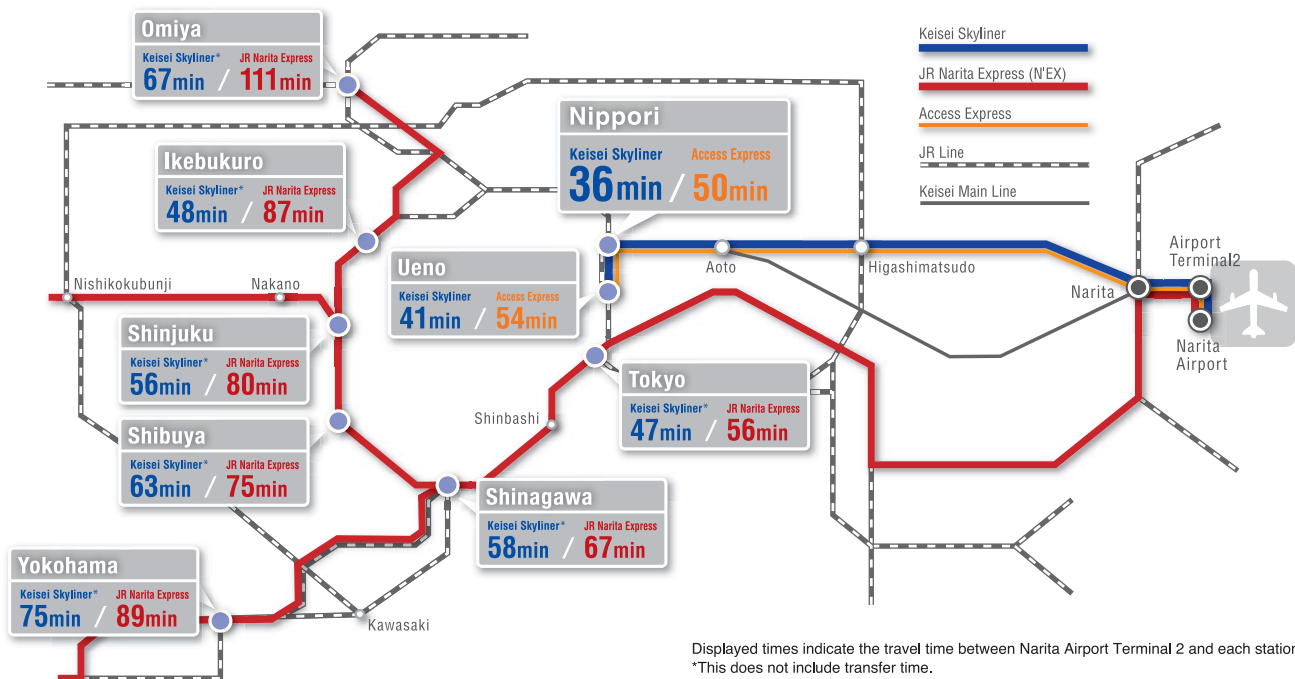 Omiya
Keisei Skyliner* JR Narita Express
67min / 111min
Ikebukuro
Keisei Skyliner* JR Narita Express
48min / 87min
Nippori
Keisei Skyliner Access Express
36min / 50min
Keisei Skyliner
JR Narita Express (N'EX)
Access Express
JR Line
Keisei Main Line
Ueno
Keisei Skyliner Access Express
41min / 54min
Aoto
Higashimatsudo
Narita
Airport
Terminal2
Narita
Airport
Nishikokubunji
Nakano
Shinjuku
Keisei Skyliner* JR Narita Express
56min / 80min
Shibuya
Keisei Skyliner* JR Narita Express
63min / 75min
Shinbashi
Tokyo
Keisei Skyliner* JR Narita Express
47min / 56min
Shinagawa
Keisei Skyliner* JR Narita Express
58min / 67min
Yokohama
Keisei Skyliner* JR Narita Express
75min / 89min
Kawasaki
Displayed times indicate the travel time between Narita Airport Terminal 2 and each station
*This does not include transfer time.